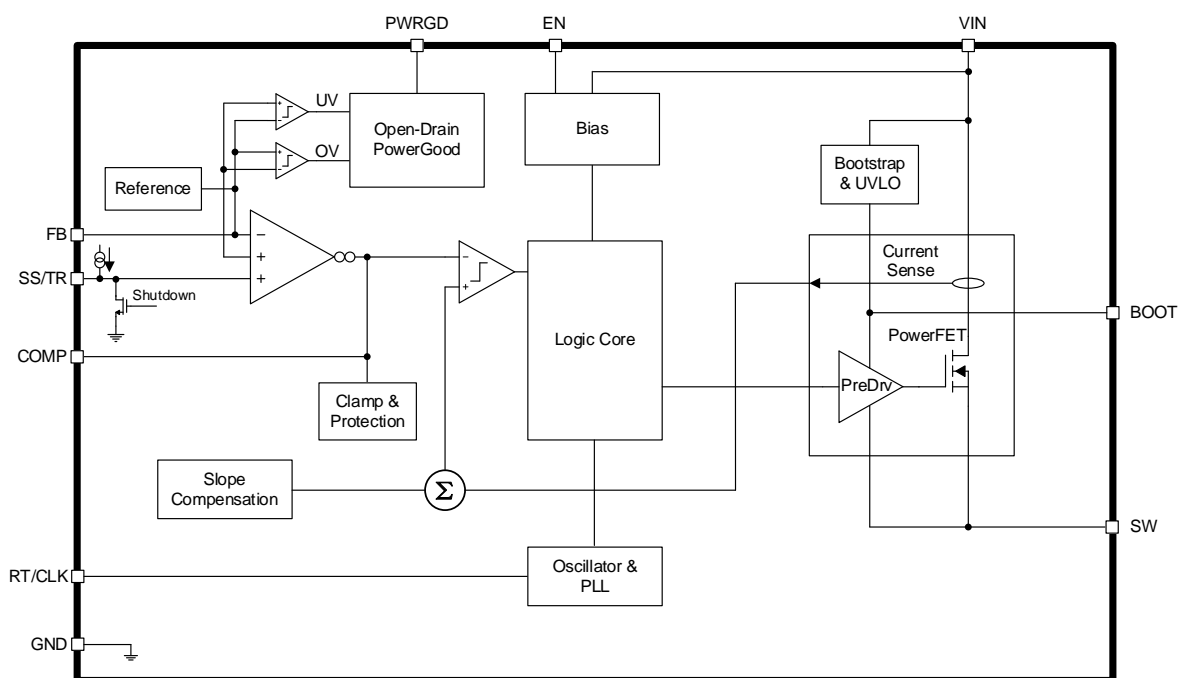 PWRGD
EN
VIN
UV
OV
Open-Drain
PowerGood
Bias
Reference
Bootstrap
& UVLO
FB
SS/TR
Shutdown
COMP
− + +
+ −
+ −
− +
Current
Sense
BOOT
PowerFET
PreDrv
Logic Core
Clamp &
Protection
Slope
Compensation
Σ
SW
RT/CLK
Oscillator &
PLL
GND